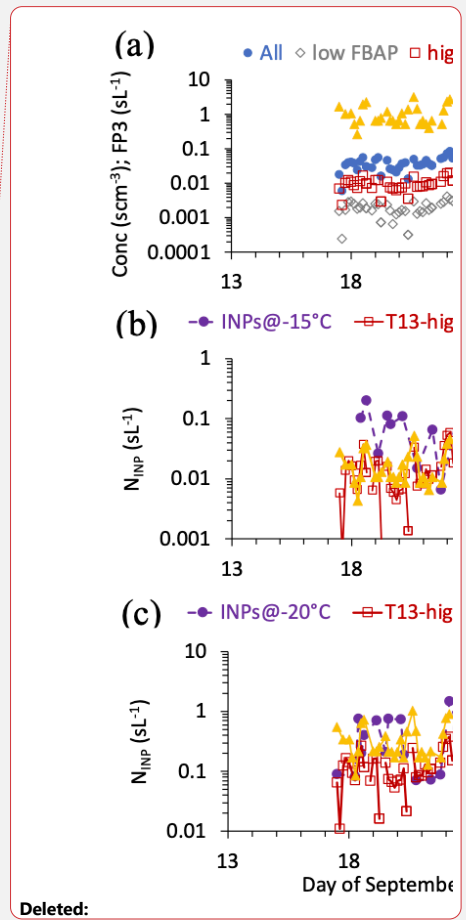 (a)
All low FBAP hig
Conc (scm⁻³); FP3 (sL⁻¹)
10
1
0.1
0.01
0.001
0.0001
13 18
(b)
INPs@-15°C T13-hig
N_INP (sL⁻¹)
1
0.1
0.01
0.001
13 18
(c)
INPs@-20°C T13-hig
N_INP (sL⁻¹)
10
1
0.1
0.01
13 18
Day of Septembe
Deleted: